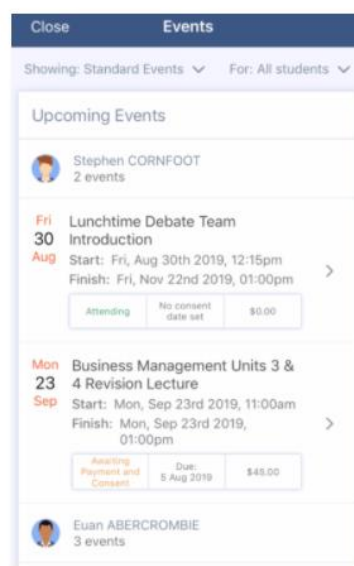 Close Events
Showing: Standard Events For: All students
Upcoming Events
Stephen CORNFOOT
2 events
Fri 30 Aug
Lunchtime Debate Team
Introduction
Start: Fri, Aug 30th 2019, 12:15pm
Finish: Fri, Nov 22nd 2019, 01:00pm
Attending
No consent
date set
$0.00
Mon 23 Sep
Business Management Units 3 &
4 Revision Lecture
Start: Mon, Sep 23rd 2019, 11:00am
Finish: Mon, Sep 23rd 2019,
01:00pm
Awaiting
Payment and
Consent
Due:
5 Aug 2019
$45.00
Euan ABERCROMBIE
3 events